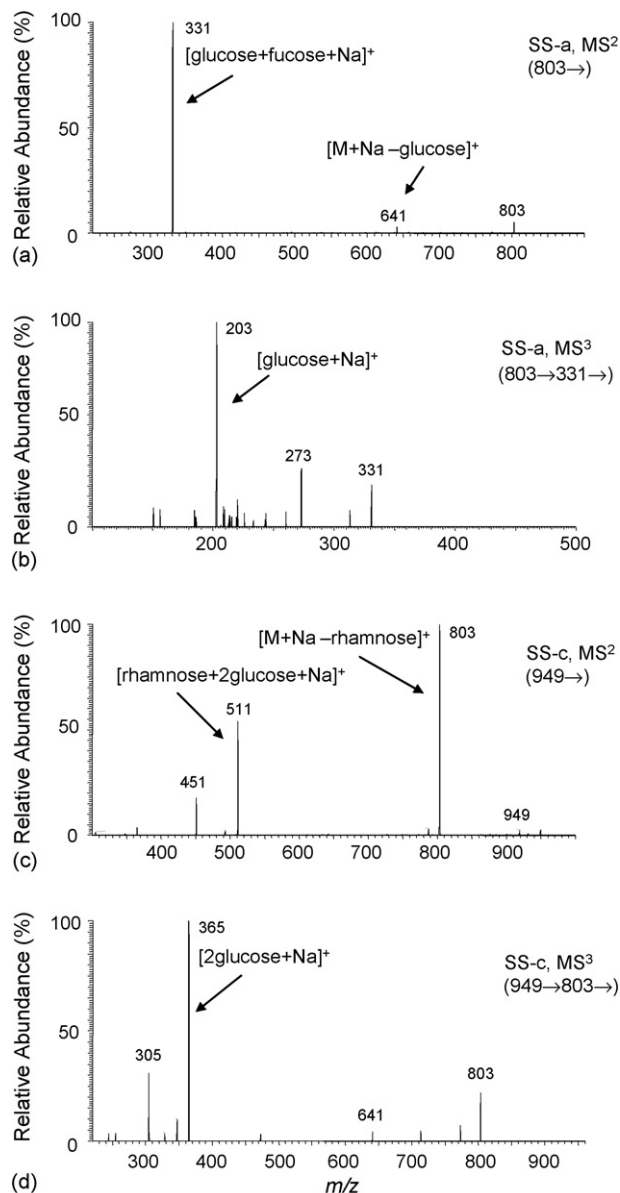 331
[glucose+fucose+Na]⁺
SS-a, MS²
(803→)
[M+Na –glucose]⁺
641
803
Relative Abundance (%)
100
50
0
300 400 500 600 700 800
(a)
203
[glucose+Na]⁺
SS-a, MS³
(803→331→)
273
331
Relative Abundance (%)
100
50
0
200 300 400 500
(b)
[M+Na –rhamnose]⁺
803
SS-c, MS²
(949→)
[rhamnose+2glucose+Na]⁺
511
451
949
Relative Abundance (%)
100
50
0
400 500 600 700 800 900
(c)
365
[2glucose+Na]⁺
SS-c, MS³
(949→803→)
305
641
803
Relative Abundance (%)
100
50
0
300 400 500 600 700 800 900
(d)
m/z